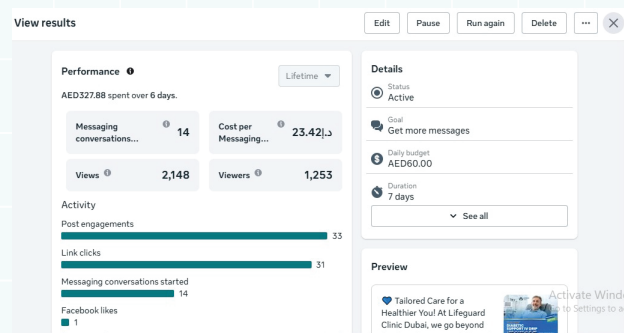 View results
Edit
Pause
Run again
Delete
Performance
Lifetime
AED327.88 spent over 6 days.
Messaging
conversations...
14
Cost per
Messaging...
23.42د.إ.‏
Views
2,148
Viewers
1,253
Activity
Post engagements
33
Link clicks
31
Messaging conversations started
14
Facebook likes
1
Details
Status
Active
Goal
Get more messages
Daily budget
AED60.00
Duration
7 days
See all
Preview
💙 Tailored Care for a
Healthier You! At Lifeguard
Clinic Dubai, we go beyond
Activate Wind
to Settings to a